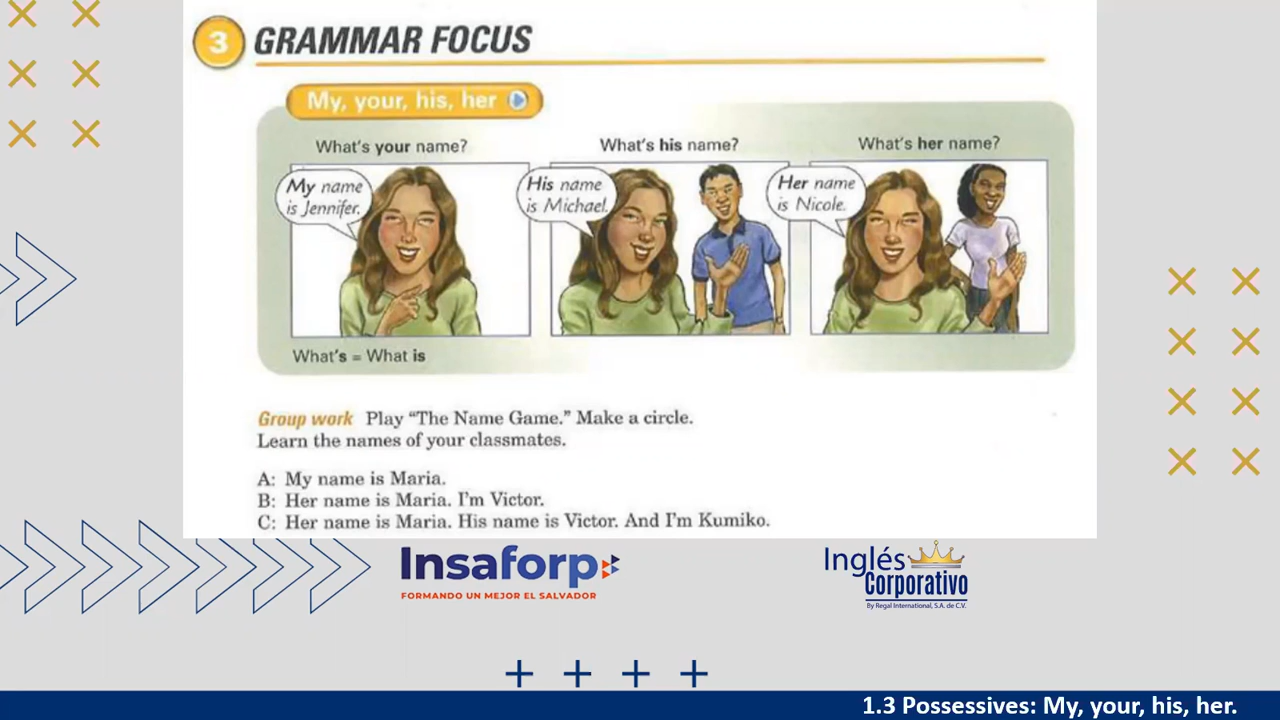 3 GRAMMAR FOCUS
My, your, his, her
What's your name?
What's his name?
What's her name?
My name
is Jennifer.
His name
is Michael.
Her name
is Nicole.
What's = What is
Group work Play “The Name Game.” Make a circle.
Learn the names of your classmates.
A: My name is Maria.
B: Her name is Maria. I'm Victor.
C: Her name is Maria. His name is Victor. And I'm Kumiko.
Insaforp
FORMANDO UN MEJOR EL SALVADOR
Inglés
Corporativo
By Regal International, S.A. de C.V.
1.3 Possessives: My, your, his, her.